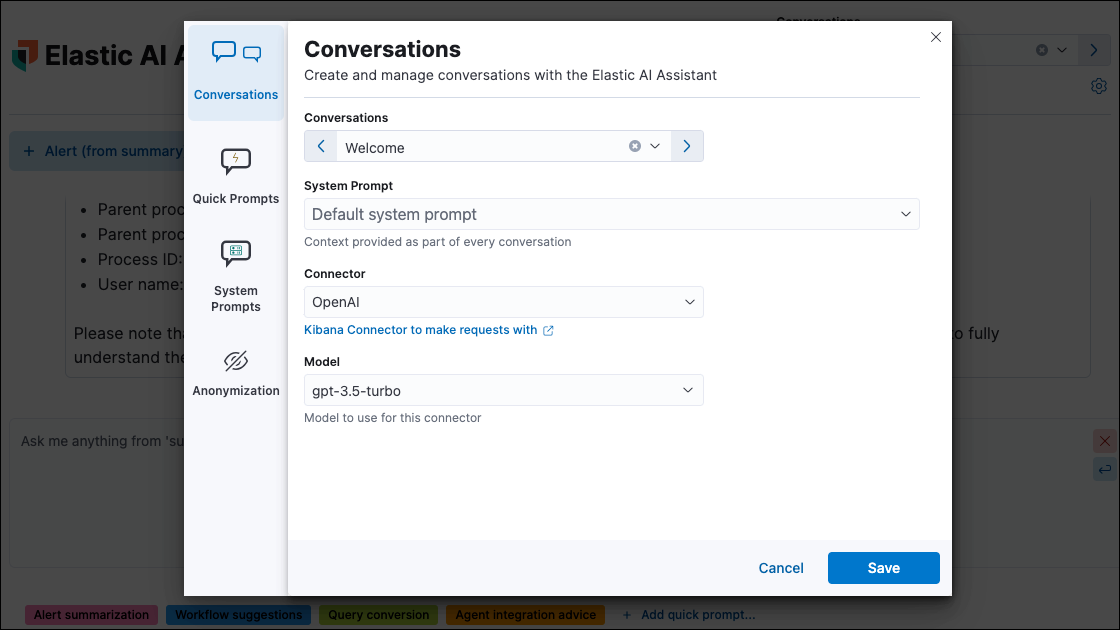 Elastic AI
Conversations
Quick Prompts
System
Prompts
Anonymization
Conversations
Create and manage conversations with the Elastic AI Assistant
Conversations
Welcome
System Prompt
Default system prompt
Context provided as part of every conversation
Connector
OpenAI
Kibana Connector to make requests with
Model
gpt-3.5-turbo
Model to use for this connector
Cancel
Save
+ Alert (from summary
• Parent proc
• Parent proc
• Process ID:
• User name:
Please note tha
o fully
understand the
Ask me anything from 'su
Alert summarization
Workflow suggestions
Query conversion
Agent integration advice
+ Add quick prompt...